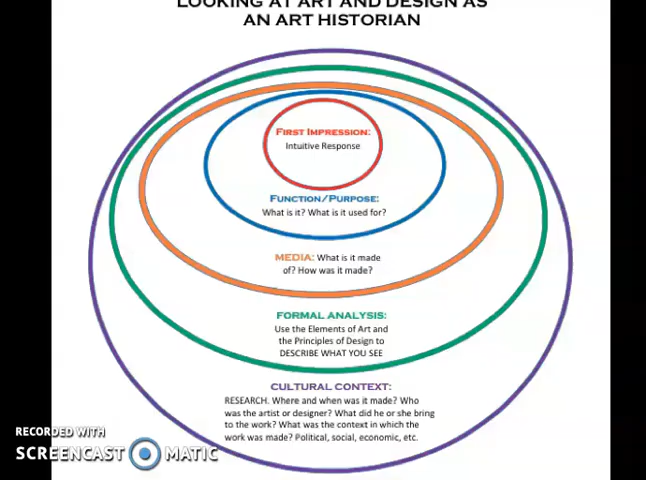 LOOKING AT ART AND DESIGN AS
AN ART HISTORIAN
FIRST IMPRESSION:
Intuitive Response
FUNCTION/PURPOSE:
What is it? What is it used for?
MEDIA: What is it made
of? How was it made?
FORMAL ANALYSIS:
Use the Elements of Art and
the Principles of Design to
DESCRIBE WHAT YOU SEE
CULTURAL CONTEXT:
RESEARCH. Where and when was it made? Who
was the artist or designer? What did he or she bring
to the work? What was the context in which the
work was made? Political, social, economic, etc.
RECORDED WITH
SCREENCAST MATIC